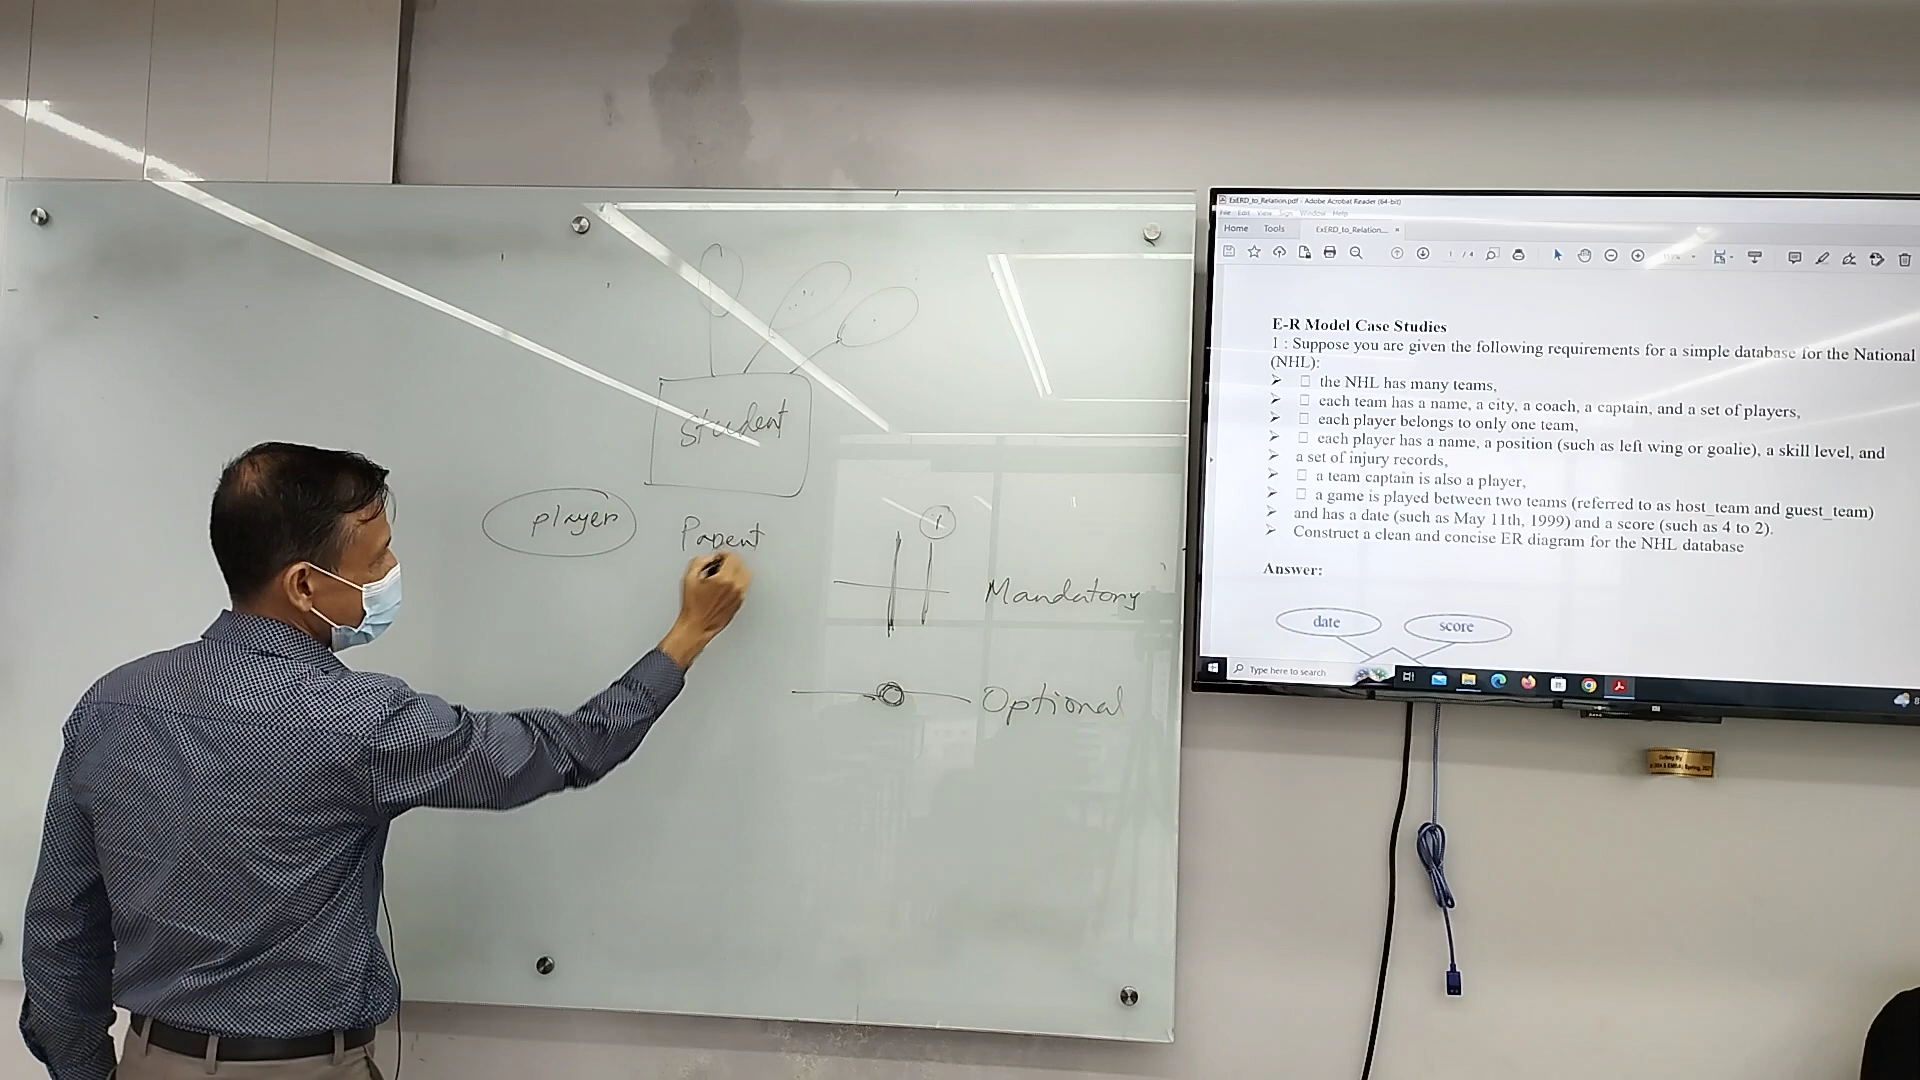 student
player
Parent
1
Mandatory
Optional
ExERD_to_Relation.pdf - Adobe Acrobat Reader (64-bit)
File Edit View Sign Window Help
Home Tools ExERD_to_Relation.... ×
1 / 4
E-R Model Case Studies
1 : Suppose you are given the following requirements for a simple database for the National
(NHL):
➢ □ the NHL has many teams,
➢ □ each team has a name, a city, a coach, a captain, and a set of players,
➢ □ each player belongs to only one team,
➢ □ each player has a name, a position (such as left wing or goalie), a skill level, and
➢ a set of injury records,
➢ □ a team captain is also a player,
➢ □ a game is played between two teams (referred to as host_team and guest_team)
➢ and has a date (such as May 11th, 1999) and a score (such as 4 to 2).
➢ Construct a clean and concise ER diagram for the NHL database
Answer:
date score
Type here to search